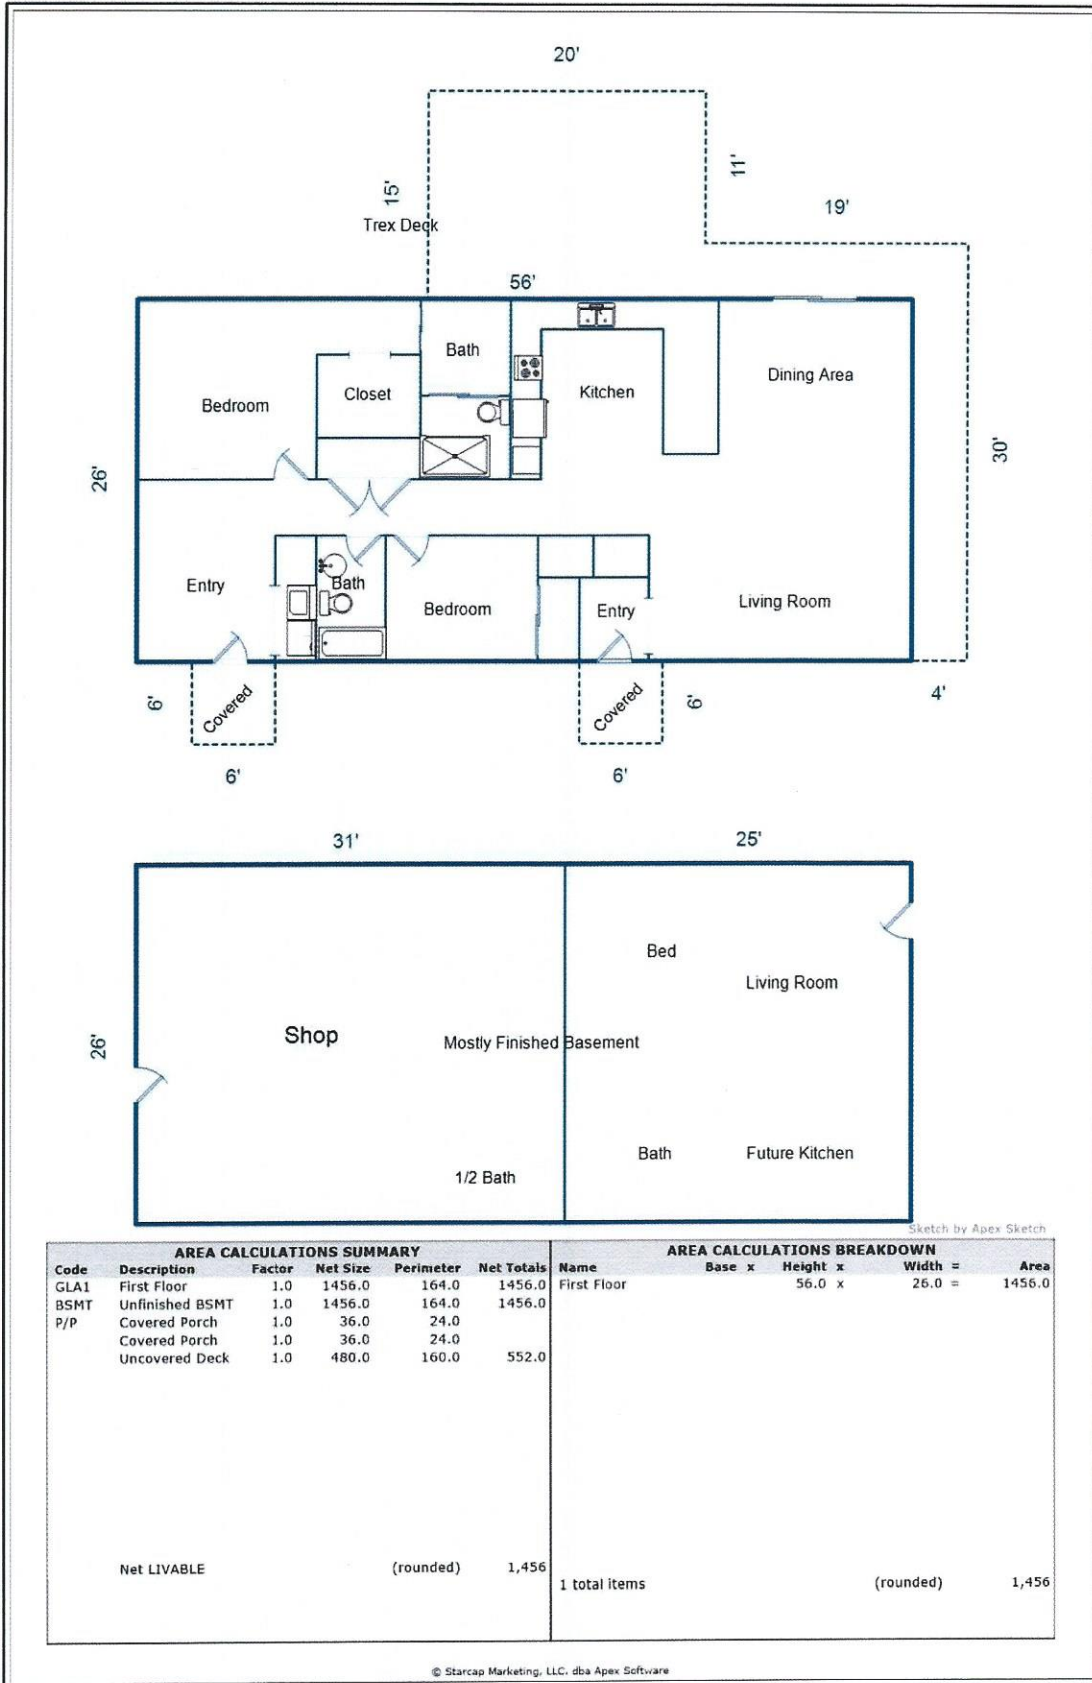 20'
15'
11'
19'
Trex Deck
56'
Bath
Dining Area
Closet
Kitchen
Bedroom
26'
30'
Entry
Bath
Bedroom
Entry
Living Room
6'
Covered
Covered
6'
4'
6'
6'
31'
25'
Bed
Living Room
Shop
Mostly Finished Basement
26'
Bath
Future Kitchen
1/2 Bath
Sketch by Apex Sketch
AREA CALCULATIONS SUMMARY
Code Description Factor Net Size Perimeter Net Totals
GLA1 First Floor 1.0 1456.0 164.0 1456.0
BSMT Unfinished BSMT 1.0 1456.0 164.0 1456.0
P/P Covered Porch 1.0 36.0 24.0
Covered Porch 1.0 36.0 24.0
Uncovered Deck 1.0 480.0 160.0 552.0
Net LIVABLE (rounded) 1,456
AREA CALCULATIONS BREAKDOWN
Name Base x Height x Width = Area
First Floor 56.0 x 26.0 = 1456.0
1 total items (rounded) 1,456
© Starcap Marketing, LLC. dba Apex Software